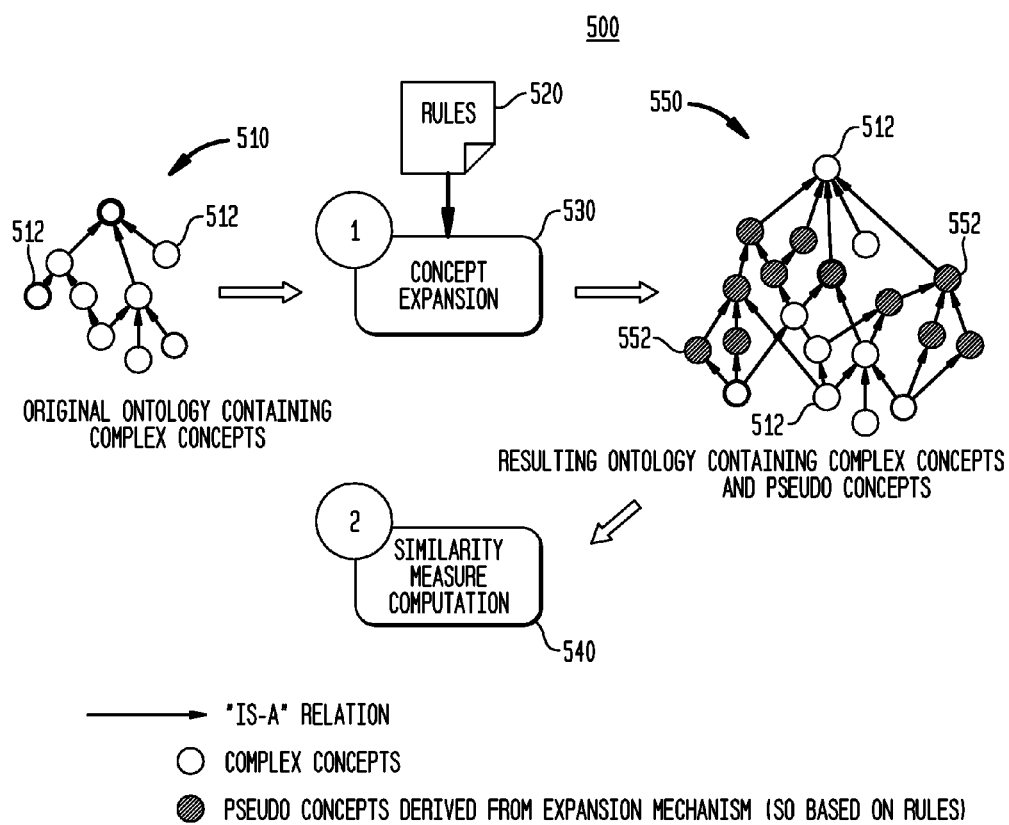 500
RULES
520
550
512
510
512
512
530
552
1
CONCEPT
EXPANSION
552
512
ORIGINAL ONTOLOGY CONTAINING
COMPLEX CONCEPTS
RESULTING ONTOLOGY CONTAINING COMPLEX CONCEPTS
AND PSEUDO CONCEPTS
2
SIMILARITY
MEASURE
COMPUTATION
540
"IS-A" RELATION
COMPLEX CONCEPTS
PSEUDO CONCEPTS DERIVED FROM EXPANSION MECHANISM (SO BASED ON RULES)